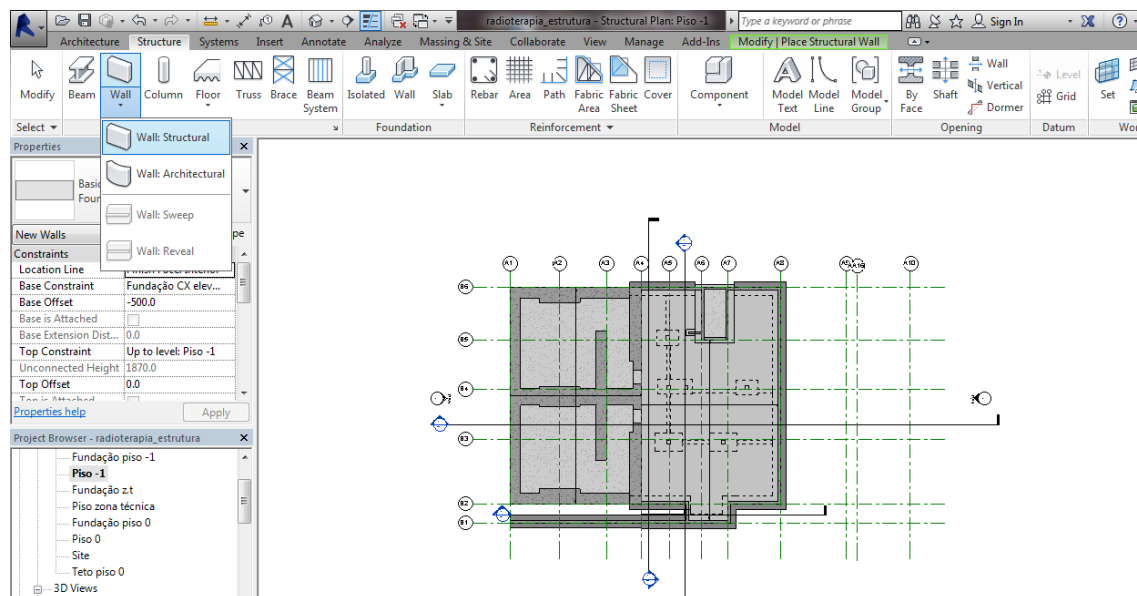 radioterapia_estrutura - Structural Plan: Piso -1
Type a keyword or phrase
Sign In
Architecture Structure Systems Insert Annotate Analyze Massing & Site Collaborate View Manage Add-Ins Modify | Place Structural Wall
Modify Beam Wall Column Floor Truss Brace Beam System Isolated Wall Slab Rebar Area Path Fabric Area Fabric Sheet Cover Component Model Text Model Line Model Group By Face Shaft Wall Vertical Dormer Level Grid Set
Select Foundation Reinforcement Model Opening Datum Wo
Wall: Structural
Wall: Architectural
Wall: Sweep
Wall: Reveal
Properties
Basic
Foun
New Walls
pe
Constraints
Location Line
Base Constraint Fundação CX elev...
Base Offset -500.0
Base is Attached
Base Extension Dist... 0.0
Top Constraint Up to level: Piso -1
Unconnected Height 1870.0
Top Offset 0.0
Top is Attached
Properties help Apply
Project Browser - radioterapia_estrutura
Fundação piso -1
Piso -1
Fundação z.t
Piso zona técnica
Fundação piso 0
Piso 0
Site
Teto piso 0
3D Views
A1 A2 A3 A4 A5 A6 A7 A8 A10
B6
B5
B4
B3
B2
B1